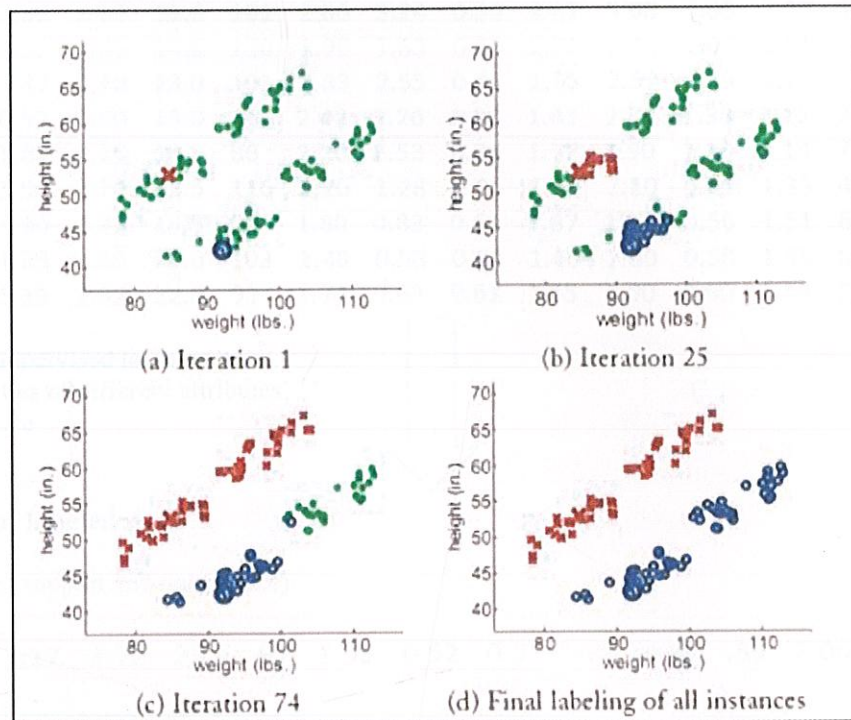 height (in.)
70
65
60
55
50
45
40
80 90 100 110
weight (lbs.)
(a) Iteration 1
height (in.)
70
65
60
55
50
45
40
80 90 100 110
weight (lbs.)
(b) Iteration 25
height (in.)
70
65
60
55
50
45
40
80 90 100 110
weight (lbs.)
(c) Iteration 74
height (in.)
70
65
60
55
50
45
40
80 90 100 110
weight (lbs.)
(d) Final labeling of all instances